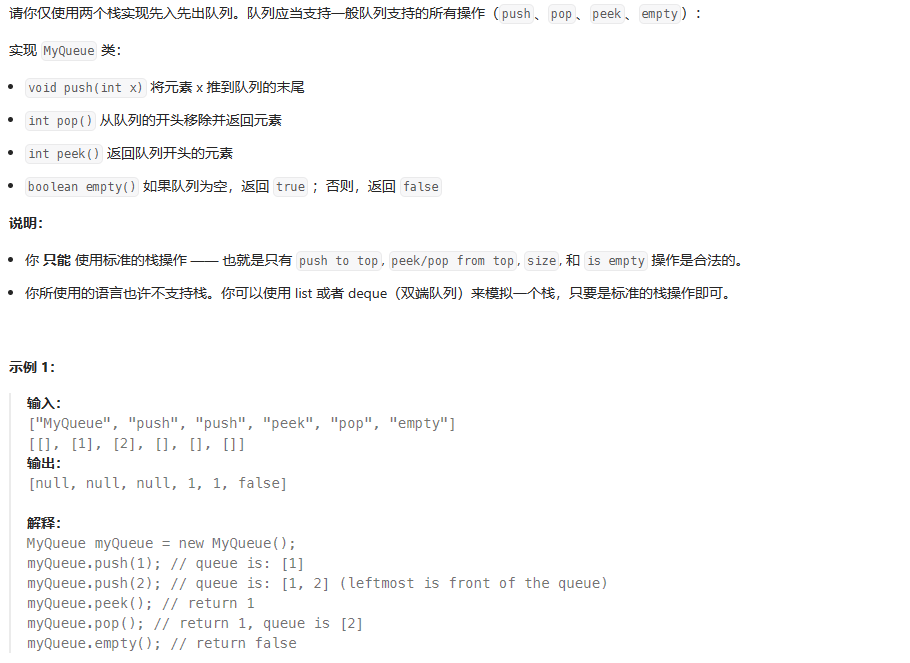 请你仅使用两个栈实现先入先出队列。队列应当支持一般队列支持的所有操作（push、pop、peek、empty）：
实现 MyQueue 类：
void push(int x) 将元素 x 推到队列的末尾
int pop() 从队列的开头移除并返回元素
int peek() 返回队列开头的元素
boolean empty() 如果队列为空，返回 true ；否则，返回 false
说明：
你 只能 使用标准的栈操作 —— 也就是只有 push to top, peek/pop from top, size, 和 is empty 操作是合法的。
你所使用的语言也许不支持栈。你可以使用 list 或者 deque（双端队列）来模拟一个栈，只要是标准的栈操作即可。
示例 1：
输入：
["MyQueue", "push", "push", "peek", "pop", "empty"]
[[], [1], [2], [], [], []]
输出：
[null, null, null, 1, 1, false]
解释：
MyQueue myQueue = new MyQueue();
myQueue.push(1); // queue is: [1]
myQueue.push(2); // queue is: [1, 2] (leftmost is front of the queue)
myQueue.peek(); // return 1
myQueue.pop(); // return 1, queue is [2]
myQueue.empty(); // return false